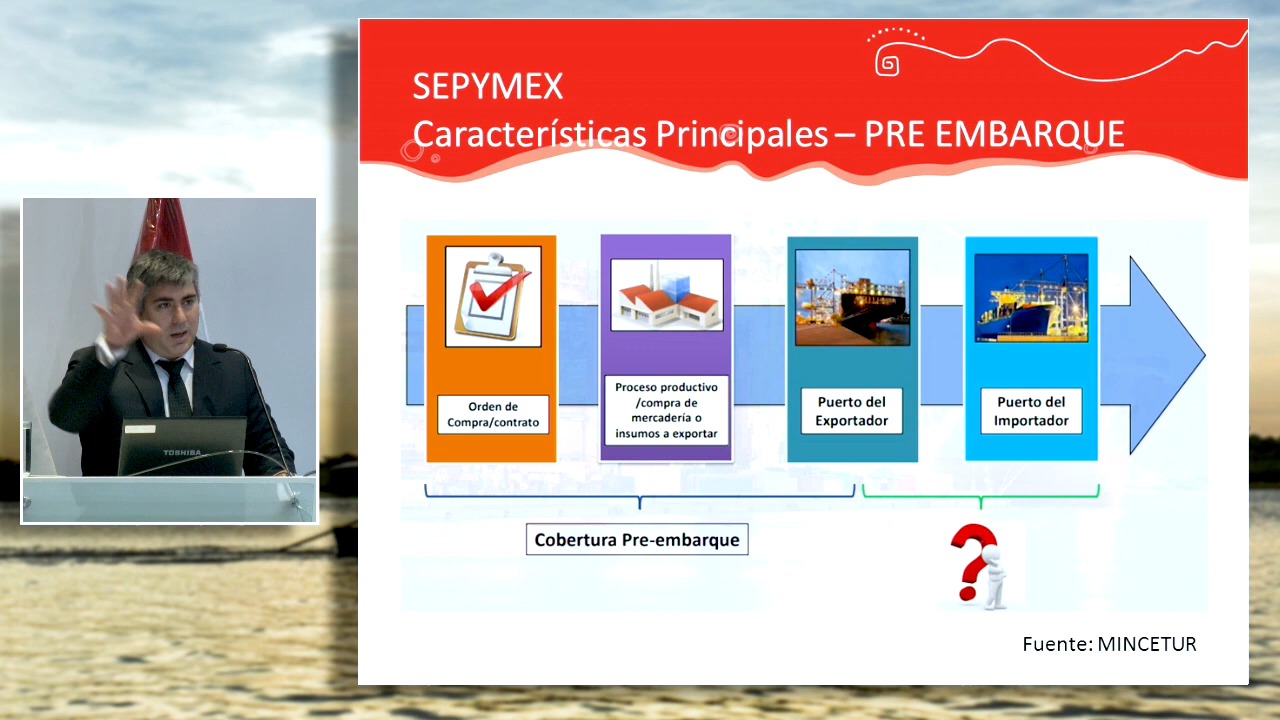 SEPYMEX
Características Principales – PRE EMBARQUE
Orden de
Compra/contrato
Proceso productivo
/compra de
mercadería o
insumos a exportar
Puerto del
Exportador
Puerto del
Importador
Cobertura Pre-embarque
?
Fuente: MINCETUR
TOSHIBA